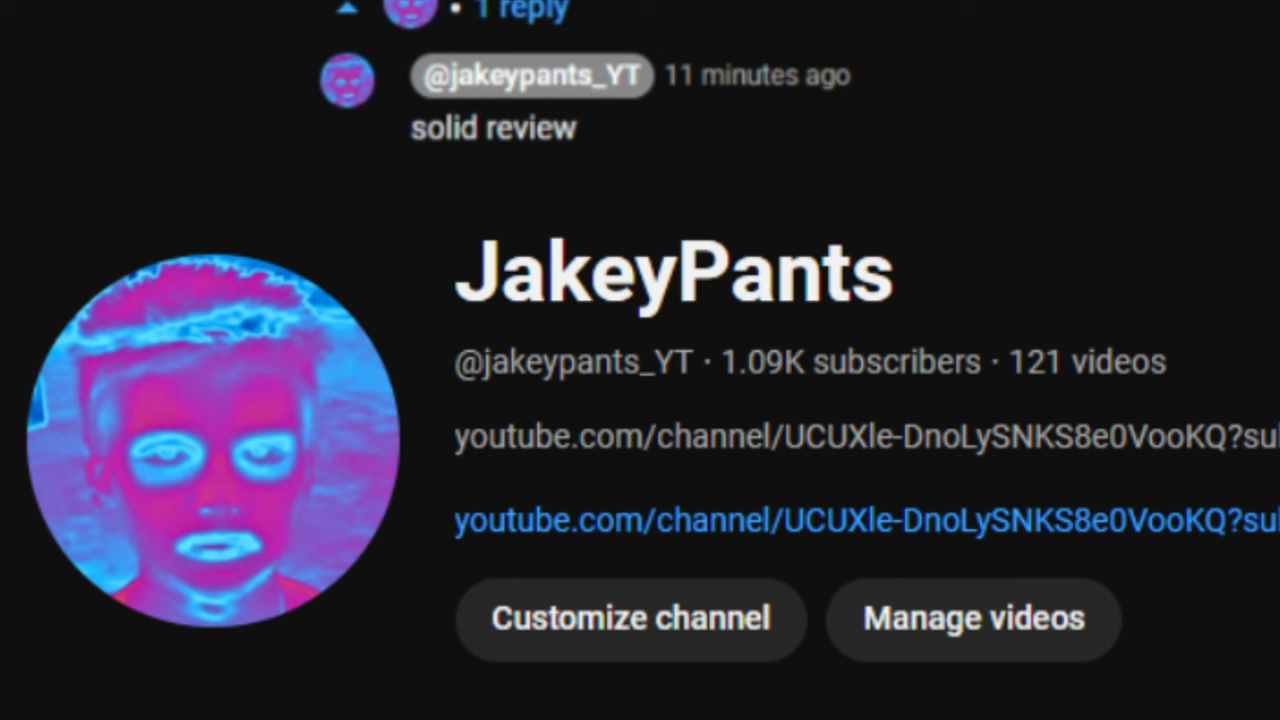 • 1 reply
@jakeypants_YT 11 minutes ago
solid review
JakeyPants
@jakeypants_YT · 1.09K subscribers · 121 videos
youtube.com/channel/UCUXle-DnoLySNKS8e0VooKQ?su
youtube.com/channel/UCUXle-DnoLySNKS8e0VooKQ?su
Customize channel
Manage videos